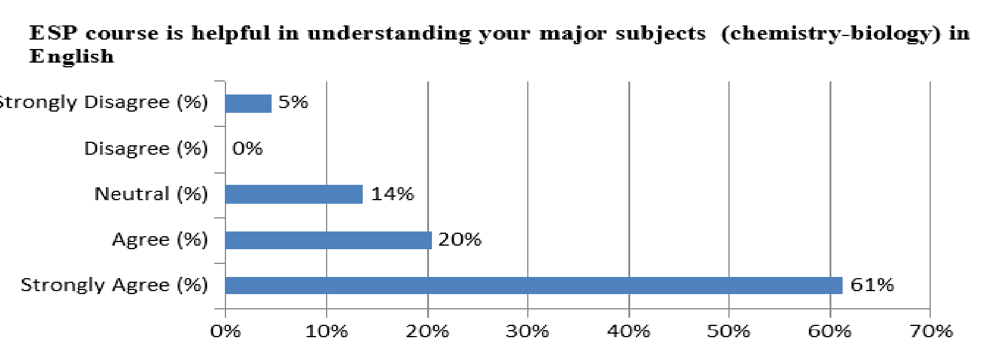 ESP course is helpful in understanding your major subjects (chemistry-biology) in
English
Strongly Disagree (%) 5%
Disagree (%) 0%
Neutral (%) 14%
Agree (%) 20%
Strongly Agree (%) 61%
0% 10% 20% 30% 40% 50% 60% 70%